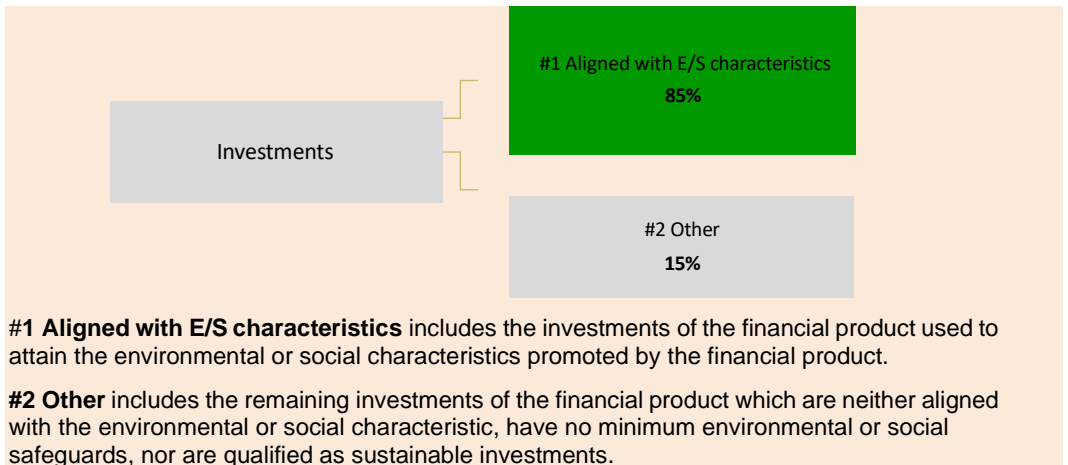 #1 Aligned with E/S characteristics
85%
Investments
#2 Other
15%
#1 Aligned with E/S characteristics includes the investments of the financial product used to
attain the environmental or social characteristics promoted by the financial product.
#2 Other includes the remaining investments of the financial product which are neither aligned
with the environmental or social characteristic, have no minimum environmental or social
safeguards, nor are qualified as sustainable investments.